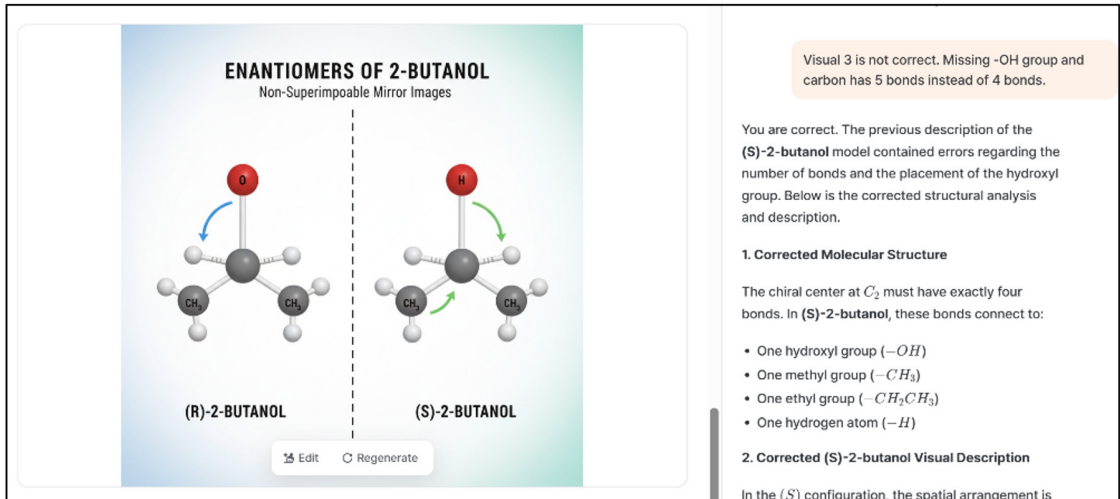 ENANTIOMERS OF 2-BUTANOL
Non-Superimpoable Mirror Images
O
H
CH₃
CH₃
CH₃
CH₃
(R)-2-BUTANOL
(S)-2-BUTANOL
Edit
Regenerate
Visual 3 is not correct. Missing -OH group and
carbon has 5 bonds instead of 4 bonds.
You are correct. The previous description of the
(S)-2-butanol model contained errors regarding the
number of bonds and the placement of the hydroxyl
group. Below is the corrected structural analysis
and description.
1. Corrected Molecular Structure
The chiral center at C₂ must have exactly four
bonds. In (S)-2-butanol, these bonds connect to:
• One hydroxyl group (−OH)
• One methyl group (−CH₃)
• One ethyl group (−CH₂CH₃)
• One hydrogen atom (−H)
2. Corrected (S)-2-butanol Visual Description
In the (S) configuration, the spatial arrangement is